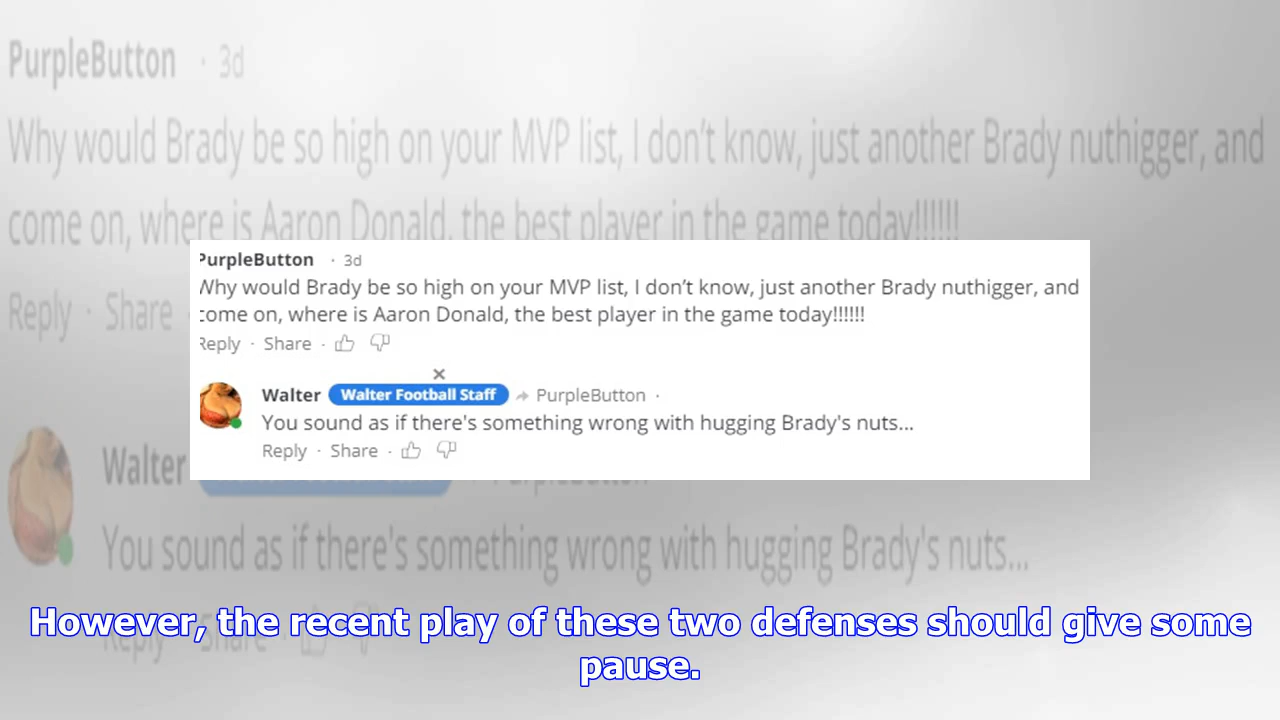 PurpleButton · 3d
Why would Brady be so high on your MVP list, I don't know, just another Brady nuthigger, and
come on, where is Aaron Donald, the best player in the game today!!!!!!
Reply · Share ·
PurpleButton · 3d
Why would Brady be so high on your MVP list, I don't know, just another Brady nuthigger, and
come on, where is Aaron Donald, the best player in the game today!!!!!!
Reply · Share ·
Walter Walter Football Staff PurpleButton ·
You sound as if there's something wrong with hugging Brady's nuts...
Reply · Share ·
Walter PurpleButton
You sound as if there's something wrong with hugging Brady's nuts...
Reply · Share ·
However, the recent play of these two defenses should give some
pause.